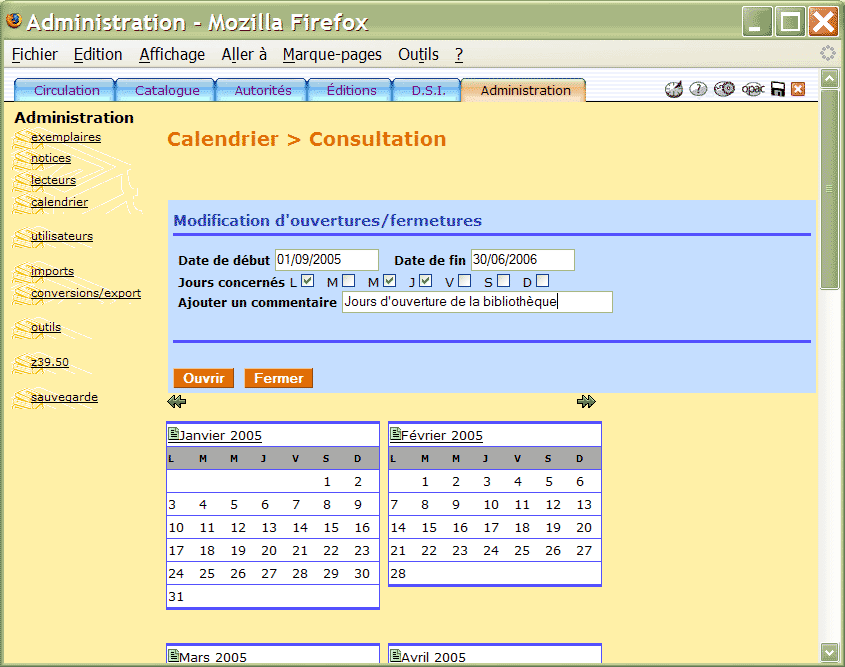 Administration - Mozilla Firefox
Fichier Edition Affichage Aller à Marque-pages Outils ?
Circulation Catalogue Autorités Éditions D.S.I. Administration opac
Administration
exemplaires
notices
lecteurs
calendrier
utilisateurs
imports
conversions/export
outils
z39.50
sauvegarde
Calendrier > Consultation
Modification d'ouvertures/fermetures
Date de début 01/09/2005 Date de fin 30/06/2006
Jours concernés L M M J V S D
Ajouter un commentaire Jours d'ouverture de la bibliothèque
Ouvrir Fermer
Janvier 2005
L M M J V S D
1 2
3 4 5 6 7 8 9
10 11 12 13 14 15 16
17 18 19 20 21 22 23
24 25 26 27 28 29 30
31
Février 2005
L M M J V S D
1 2 3 4 5 6
7 8 9 10 11 12 13
14 15 16 17 18 19 20
21 22 23 24 25 26 27
28
Mars 2005
Avril 2005